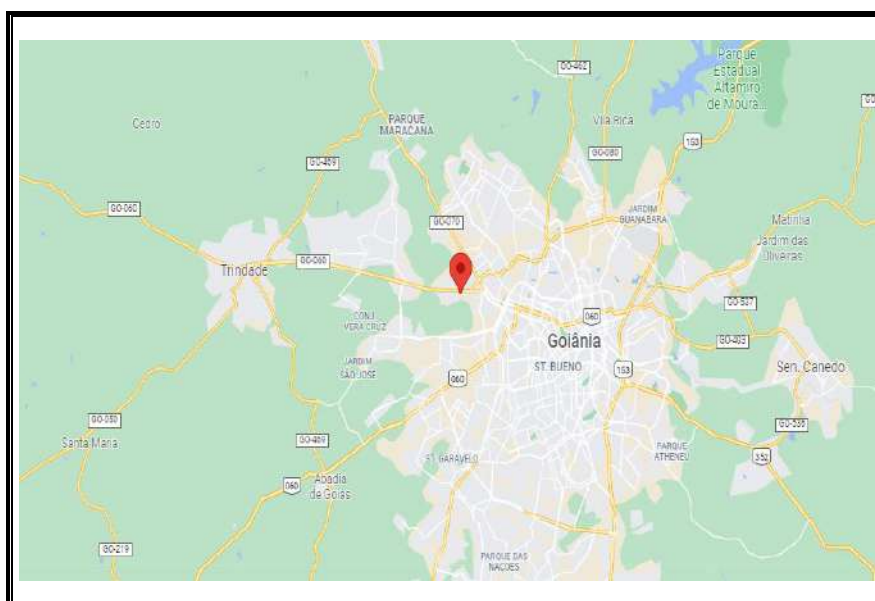 Parque
Estadual
Altamiro
de Moura...
GO-462
GO
Cedro
PARQUE
MARACANA
VILA RICA
153
GO-469
GO-080
GO-060
JARDIM
GUANABARA
GO-070
Matinha
Jardim das
Oliveiras
Trindade
GO-060
GO-537
CONJ.
VERA CRUZ
060
Goiânia
GO-403
JARDIM
SÃO JOSE
ST. BUENO
153
Sen. Canedo
060
GO-050
GO-536
Santa Maria
GO-469
ST. GARAVELO
PARQUE
ATHENEU
352
060
Abadia
de Goiás
GO-219
PARQUE DAS
NAÇÕES